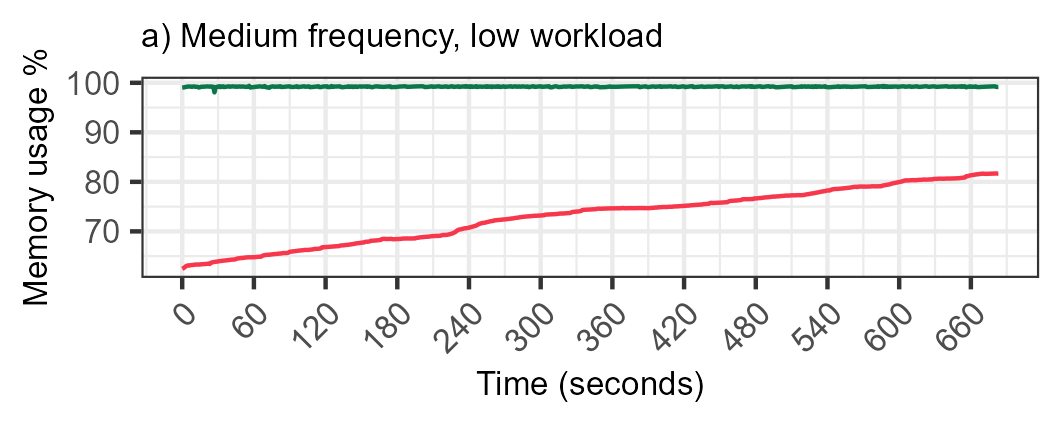 a) Medium frequency, low workload
Memory usage %
100
90
80
70
0 60 120 180 240 300 360 420 480 540 600 660
Time (seconds)